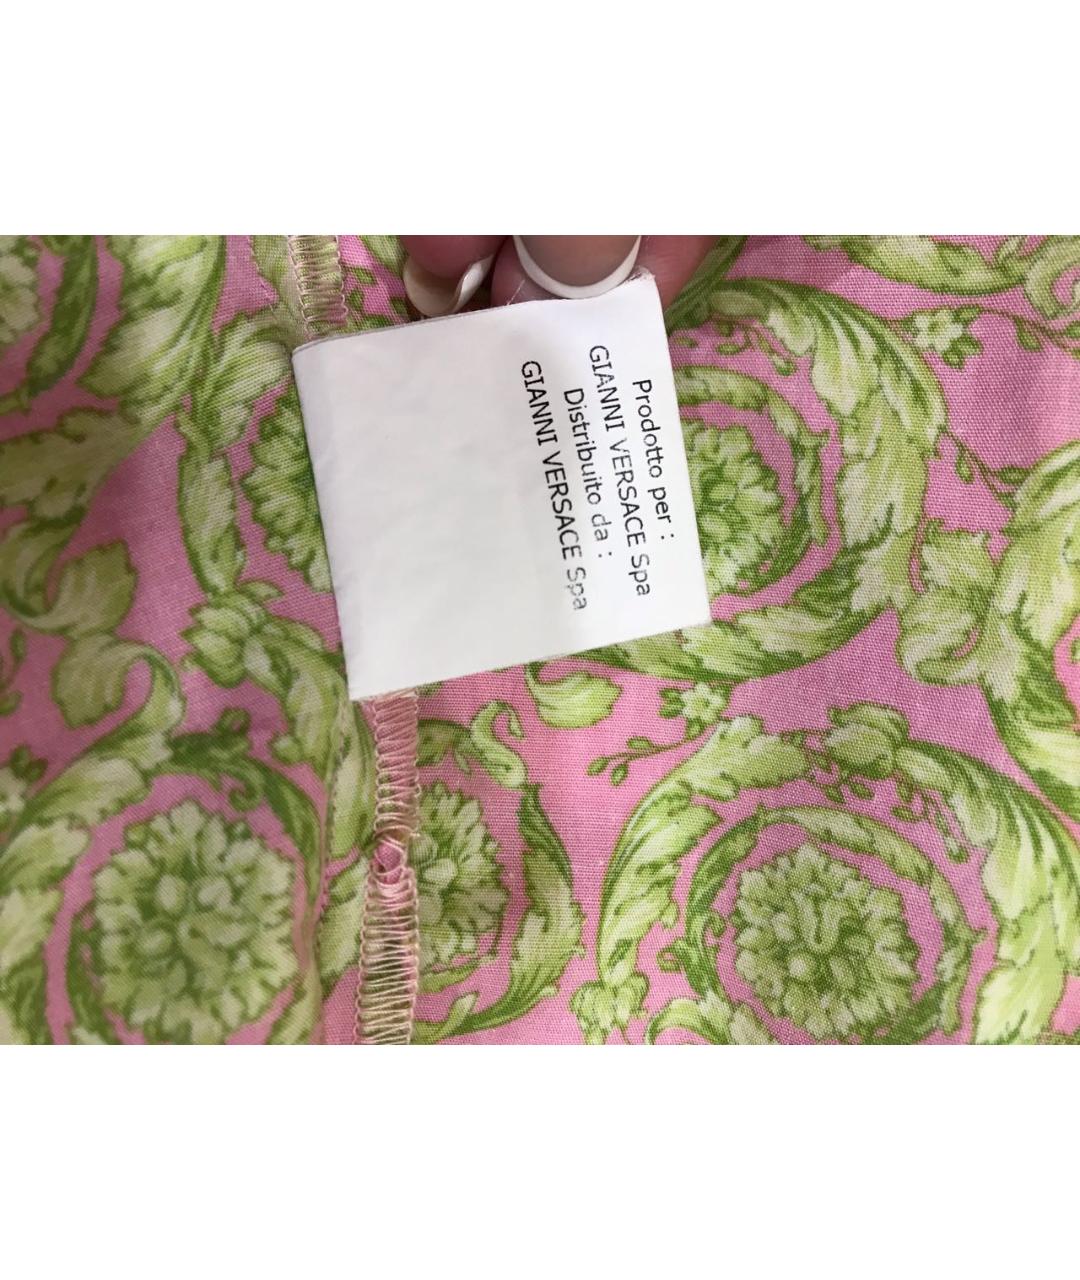 Prodotto per :
GIANNI VERSACE Spa
Distribuito da :
GIANNI VERSACE Spa